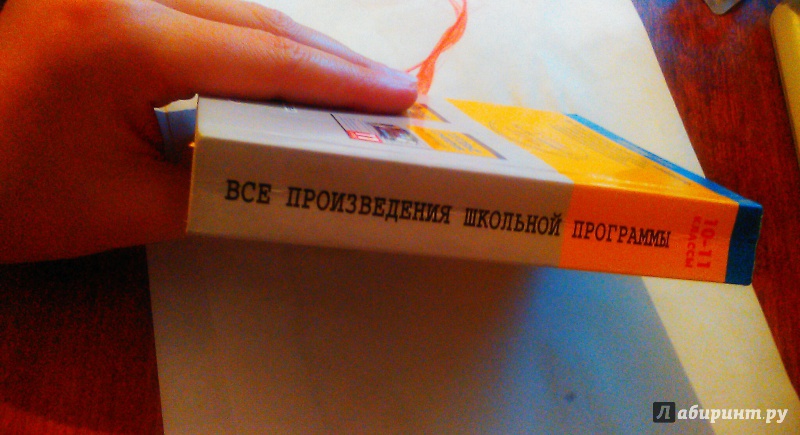 ВСЕ ПРОИЗВЕДЕНИЯ ШКОЛЬНОЙ ПРОГРАММЫ
10-11
КЛАССЫ
Лабиринт.ру